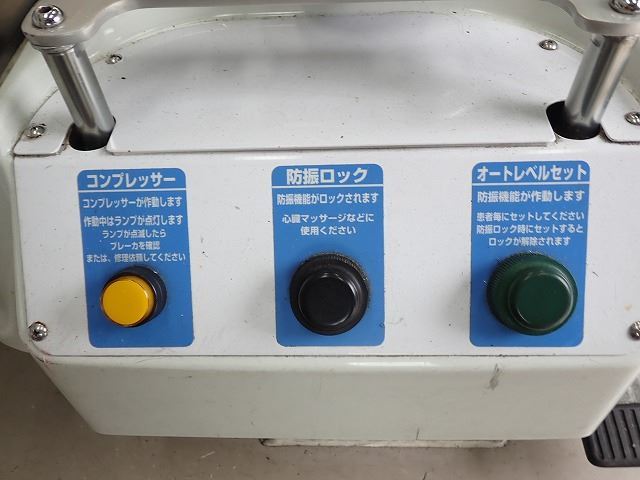 コンプレッサー
コンプレッサーが作動します
作動中はランプが点灯します
ランプが点滅したら
ブレーカを確認
または、修理依頼してください
防振ロック
防振機能がロックされます
心臓マッサージなどに
使用ください
オートレベルセット
防振機能が作動します
患者毎にセットしてください
防振ロック時にセットすると
ロックが解除されます